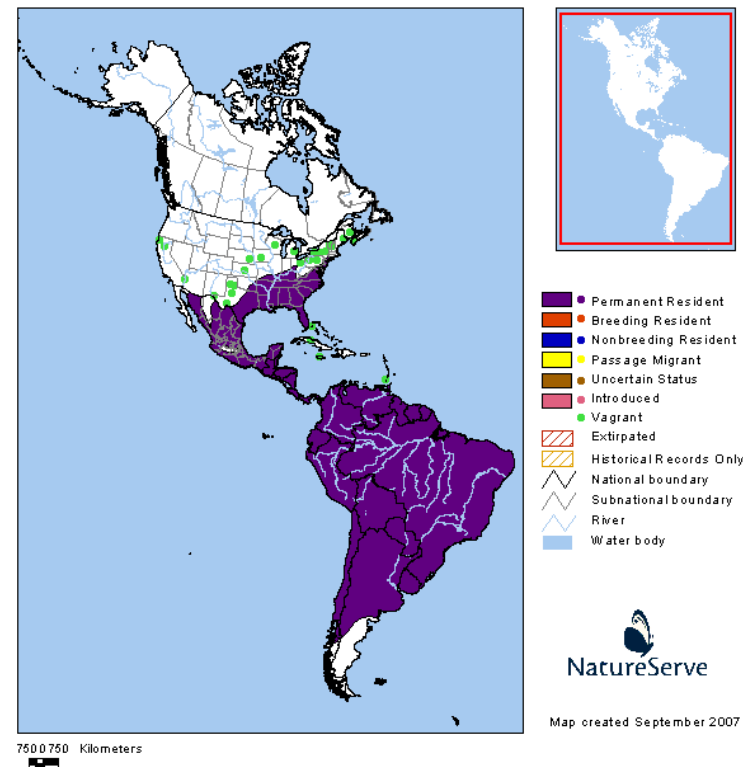 Permanent Resident
Breeding Resident
Nonbreeding Resident
Passage Migrant
Uncertain Status
Introduced
Vagrant
Extirpated
Historical Records Only
National boundary
Subnational boundary
River
Water body
NatureServe
Map created September 2007
750 0 750 Kilometers